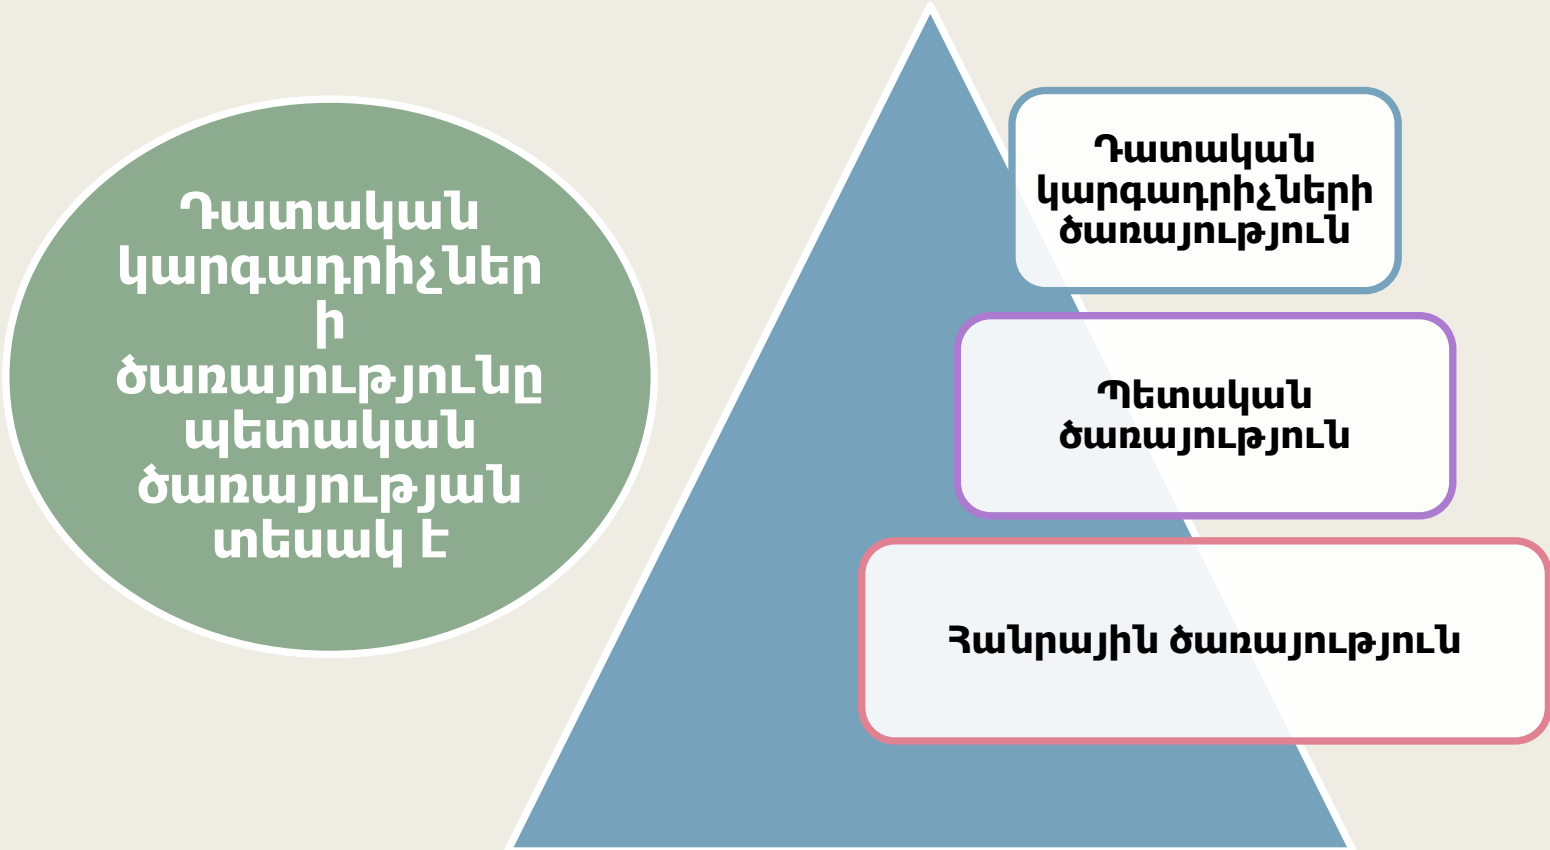 Դատական
կարգադրիչներ
ի
ծառայությունը
պետական
ծառայության
տեսակ է
Դատական
կարգադրիչների
ծառայություն
Պետական
ծառայություն
Հանրային ծառայություն